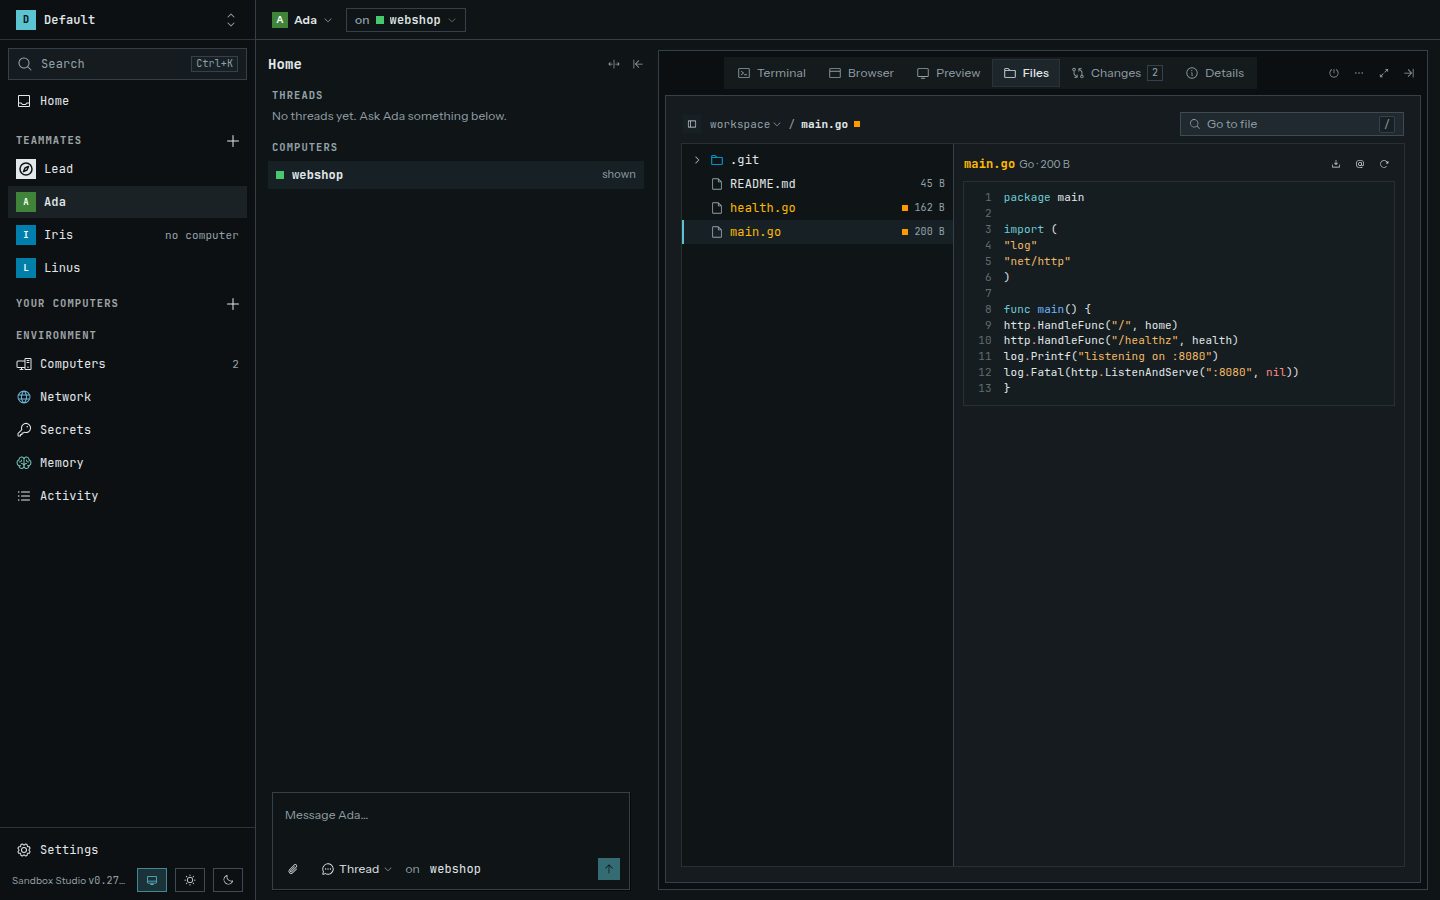 D Default
Search Ctrl+K
Home
TEAMMATES
Lead
A Ada
I Iris no computer
L Linus
YOUR COMPUTERS
ENVIRONMENT
Computers 2
Network
Secrets
Memory
Activity
Settings
Sandbox Studio v0.27…
A Ada on webshop
Home
THREADS
No threads yet. Ask Ada something below.
COMPUTERS
webshop shown
Message Ada…
Thread on webshop
Terminal Browser Preview Files Changes 2 Details
workspace / main.go Go to file /
.git
README.md 45 B
health.go 162 B
main.go 200 B
main.go Go · 200 B
1 package main
2
3 import (
4 "log"
5 "net/http"
6 )
7
8 func main() {
9 http.HandleFunc("/", home)
10 http.HandleFunc("/healthz", health)
11 log.Printf("listening on :8080")
12 log.Fatal(http.ListenAndServe(":8080", nil))
13 }